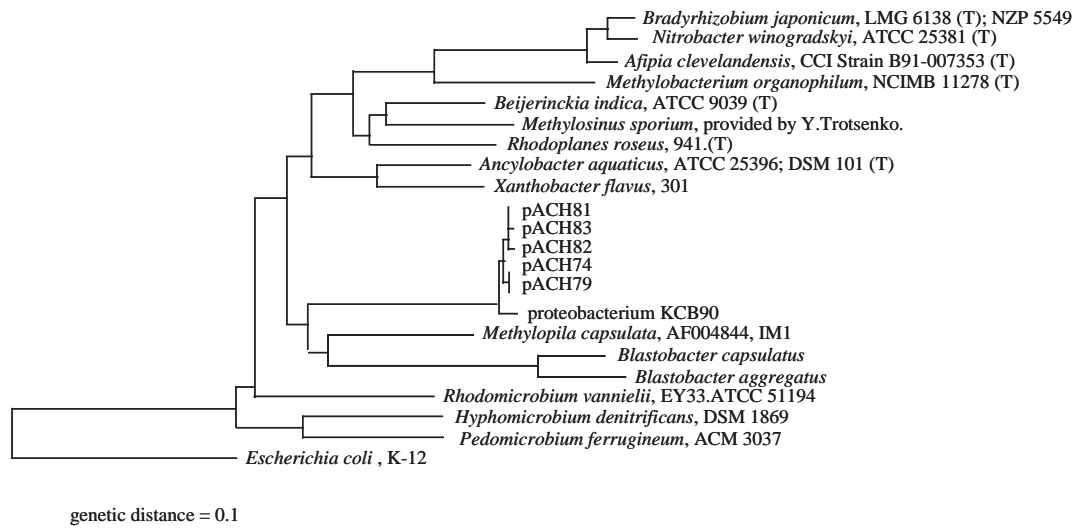 Bradyrhizobium japonicum, LMG 6138 (T); NZP 5549
Nitrobacter winogradskyi, ATCC 25381 (T)
Afipia clevelandensis, CCI Strain B91-007353 (T)
Methylobacterium organophilum, NCIMB 11278 (T)
Beijerinckia indica, ATCC 9039 (T)
Methylosinus sporium, provided by Y.Trotsenko.
Rhodoplanes roseus, 941.(T)
Ancylobacter aquaticus, ATCC 25396; DSM 101 (T)
Xanthobacter flavus, 301
pACH81
pACH83
pACH82
pACH74
pACH79
proteobacterium KCB90
Methylopila capsulata, AF004844, IM1
Blastobacter capsulatus
Blastobacter aggregatus
Rhodomicrobium vannielii, EY33.ATCC 51194
Hyphomicrobium denitrificans, DSM 1869
Pedomicrobium ferrugineum, ACM 3037
Escherichia coli , K-12
genetic distance = 0.1